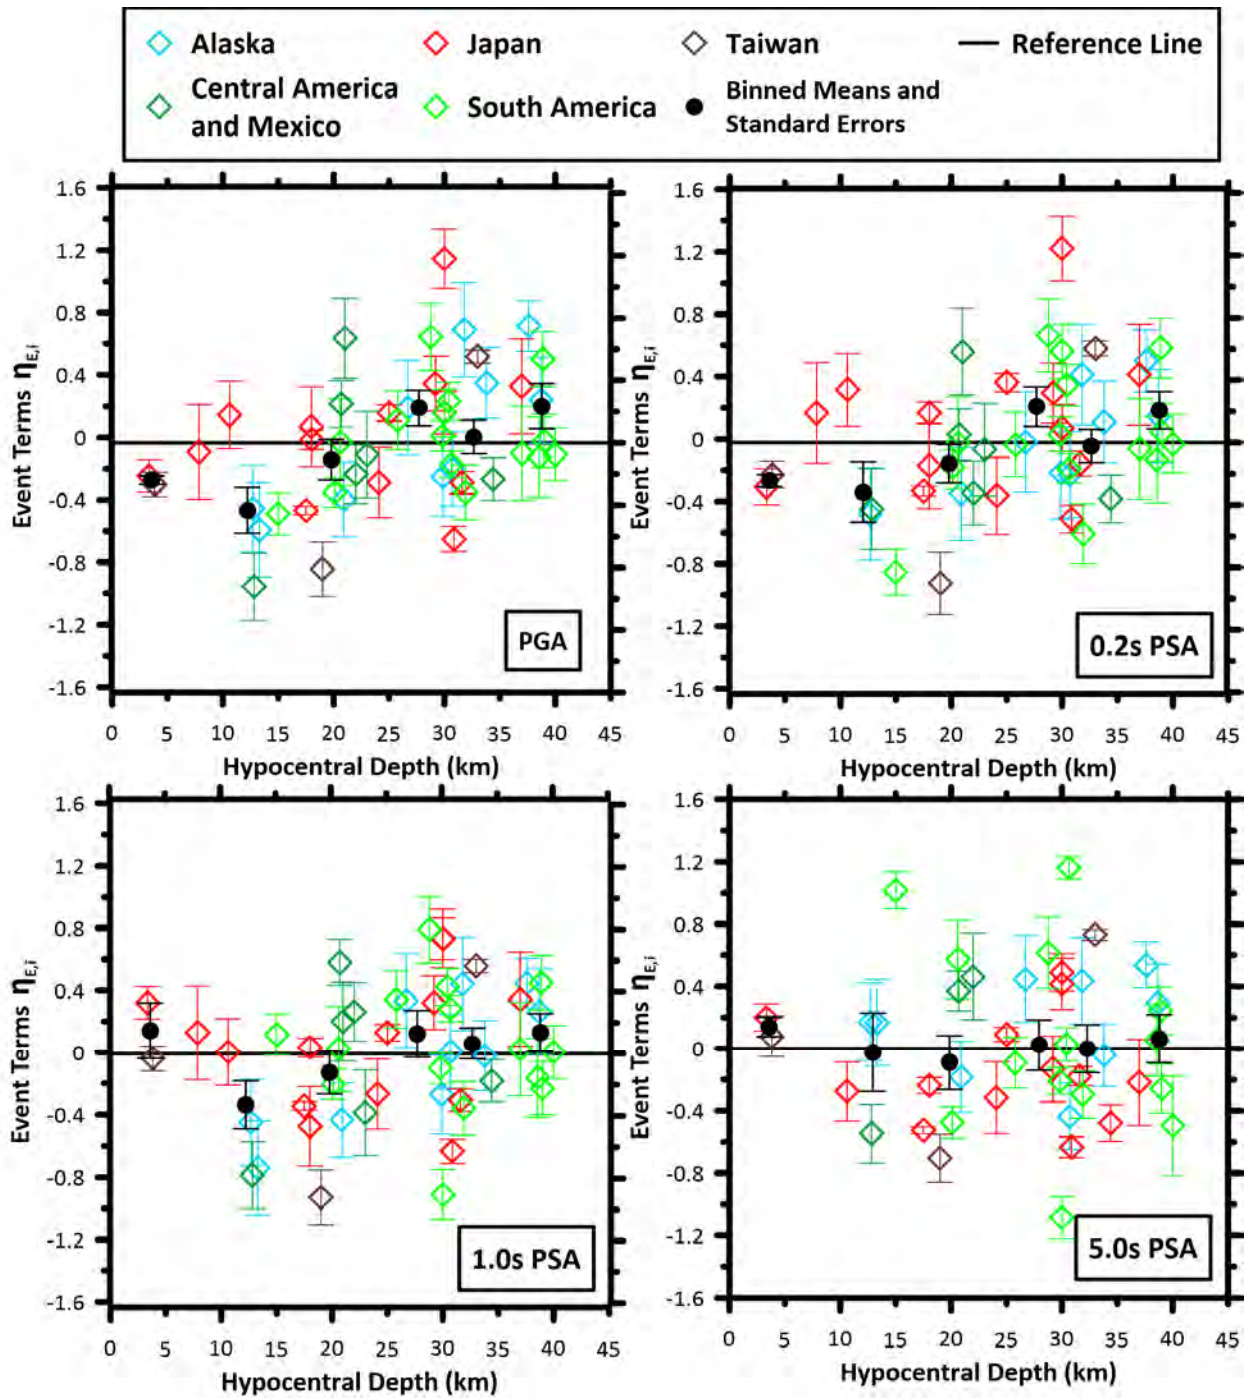 Alaska Japan Taiwan Reference Line
Central America and Mexico South America Binned Means and Standard Errors
1.6
1.2
0.8
0.4
0
-0.4
-0.8
-1.2
-1.6
Event Terms ηE,i
PGA
0 5 10 15 20 25 30 35 40 45
Hypocentral Depth (km)
1.6
1.2
0.8
0.4
0
-0.4
-0.8
-1.2
-1.6
Event Terms ηE,i
0.2s PSA
0 5 10 15 20 25 30 35 40 45
Hypocentral Depth (km)
1.6
1.2
0.8
0.4
0
-0.4
-0.8
-1.2
-1.6
Event Terms ηE,i
1.0s PSA
0 5 10 15 20 25 30 35 40 45
Hypocentral Depth (km)
1.6
1.2
0.8
0.4
0
-0.4
-0.8
-1.2
-1.6
Event Terms ηE,i
5.0s PSA
0 5 10 15 20 25 30 35 40 45
Hypocentral Depth (km)